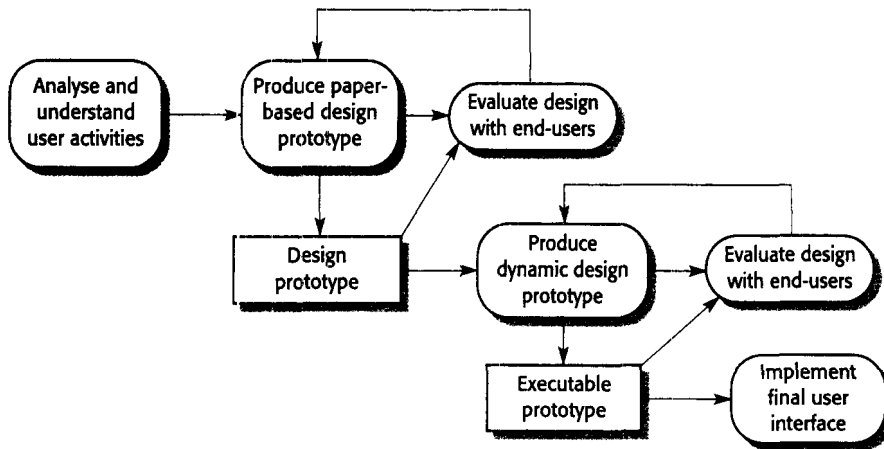 Analyse and
understand
user activities
Produce paper-
based design
prototype
Evaluate design
with end-users
Design
prototype
Produce
dynamic design
prototype
Evaluate design
with end-users
Executable
prototype
Implement
final user
interface